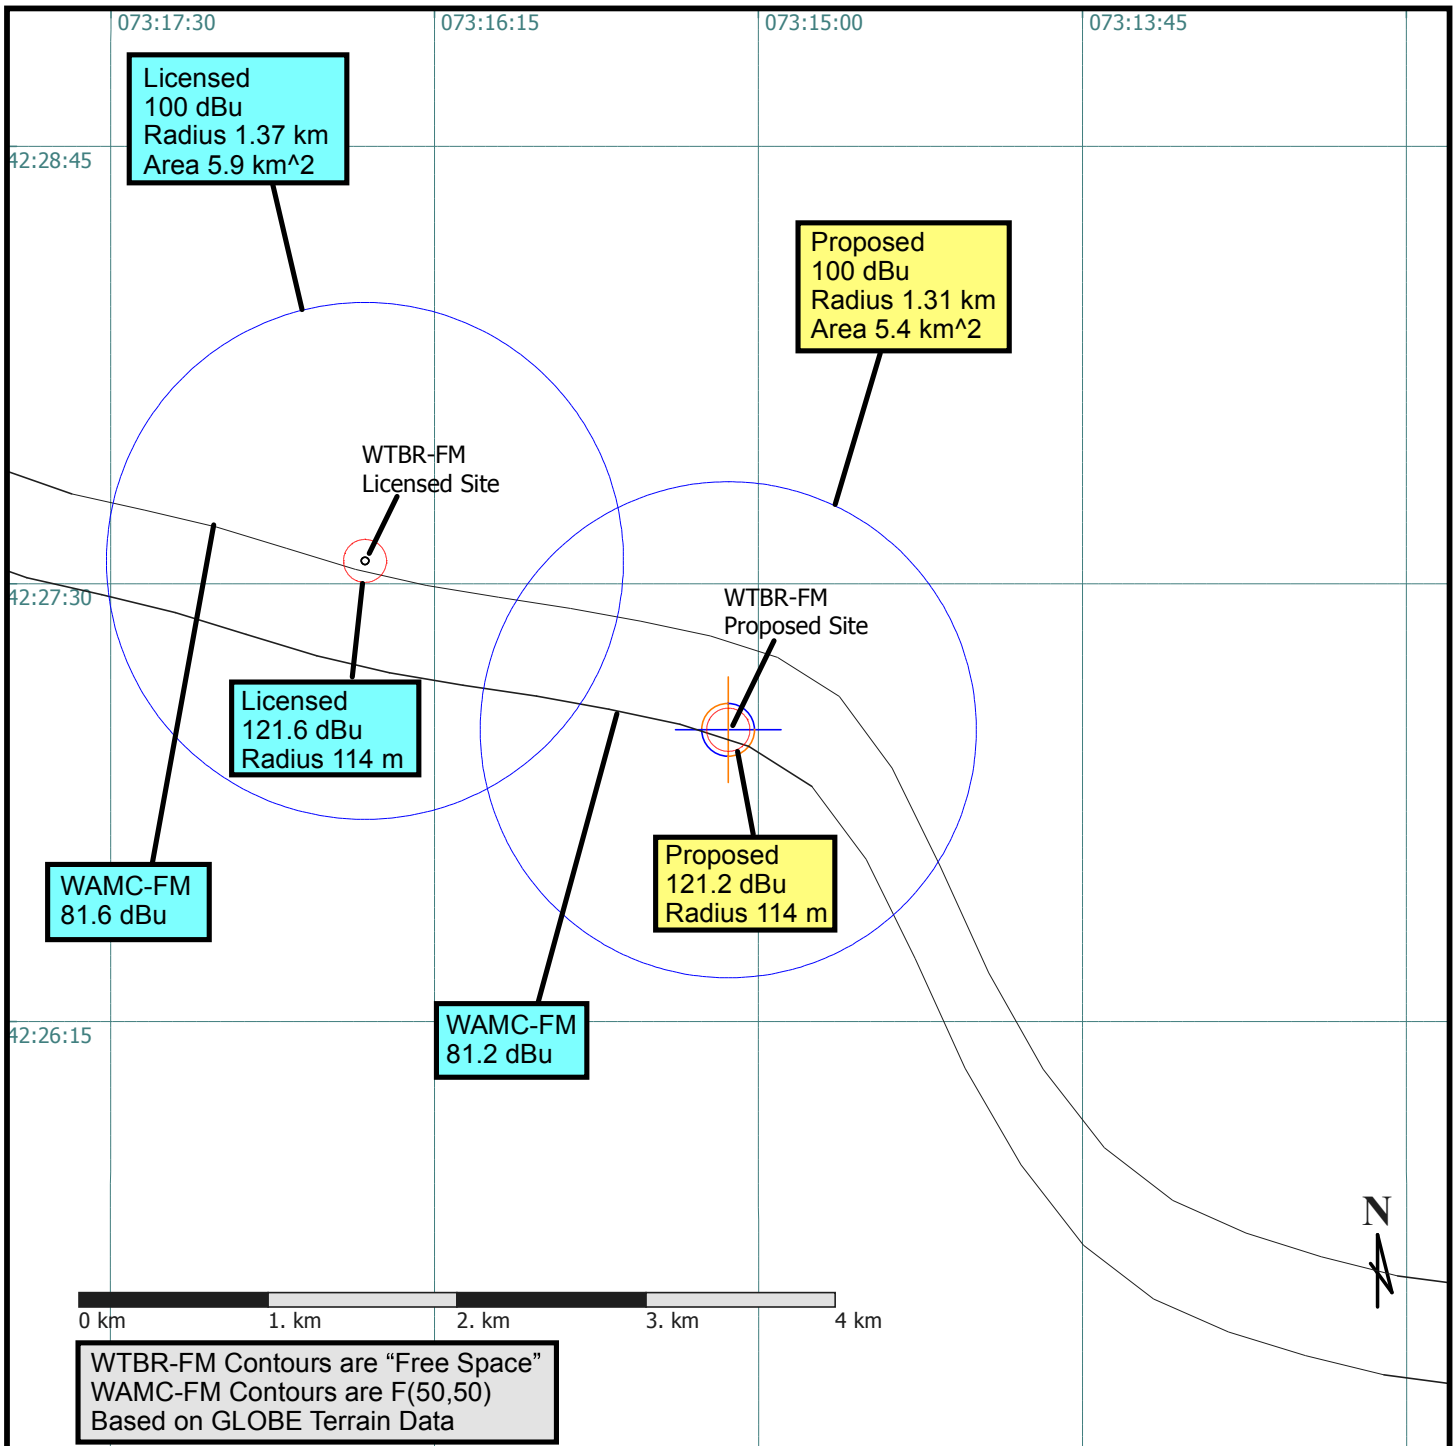 073:17:30
073:16:15
073:15:00
073:13:45
Licensed
100 dBu
Radius 1.37 km
Area 5.9 km^2
42:28:45
Proposed
100 dBu
Radius 1.31 km
Area 5.4 km^2
WTBR-FM
Licensed Site
42:27:30
WTBR-FM
Proposed Site
Licensed
121.6 dBu
Radius 114 m
Proposed
121.2 dBu
Radius 114 m
WAMC-FM
81.6 dBu
WAMC-FM
81.2 dBu
42:26:15
N
0 km
1. km
2. km
3. km
4 km
WTBR-FM Contours are “Free Space”
WAMC-FM Contours are F(50,50)
Based on GLOBE Terrain Data